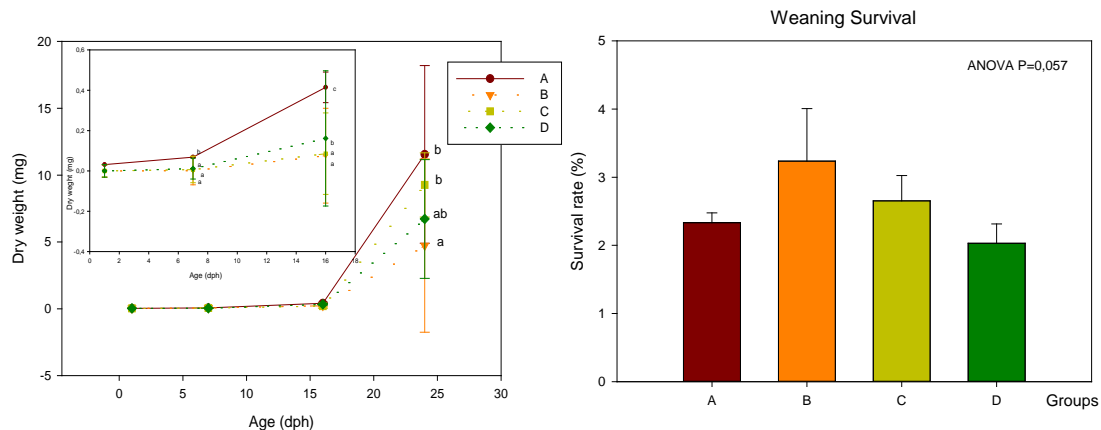 20
15
10
5
0
-5
Dry weight (mg)
0
5
10
15
20
25
30
Age (dph)
b
b
ab
a
0,6
0,4
0,2
0,0
-0,2
-0,4
Dry weght (mg)
0
2
4
6
8
10
12
14
16
18
Age (dph)
b
a
a
a
c
b
a
a
A
B
C
D
Weaning Survival
ANOVA P=0,057
5
4
3
2
1
0
Survival rate (%)
A
B
C
D
Groups